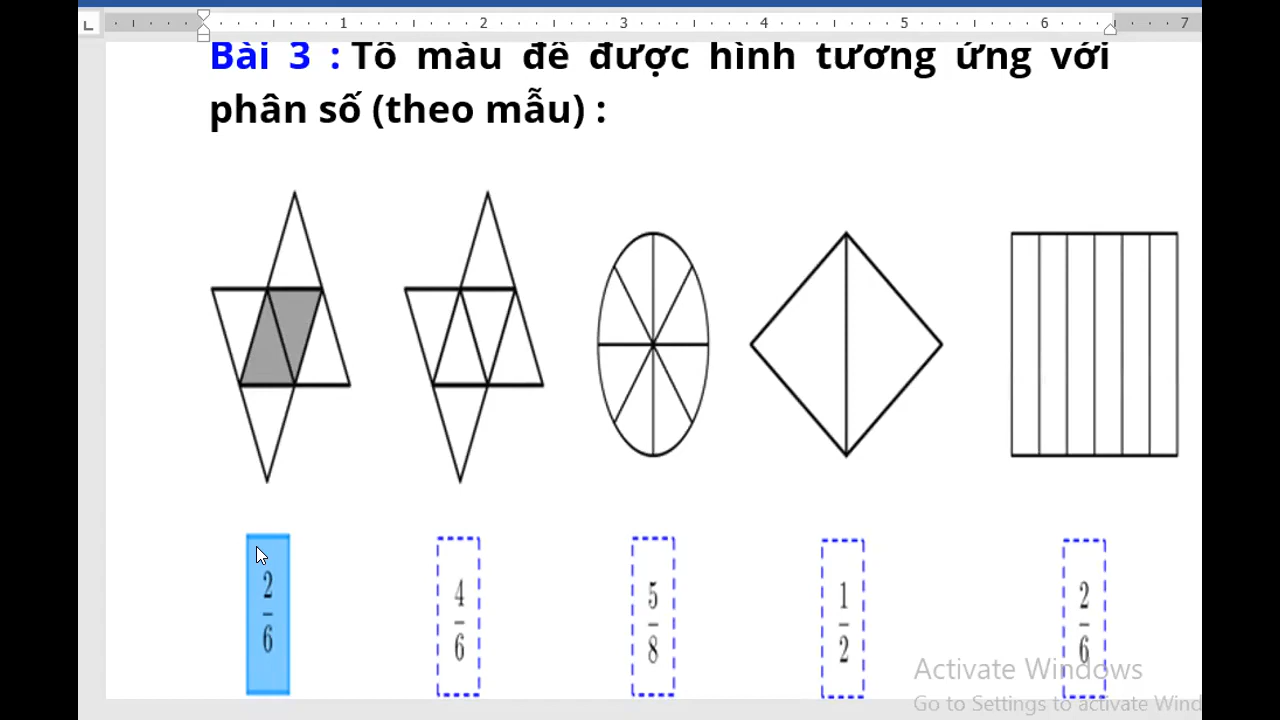 1 2 3 4 5 6 7
Bài 3 : Tô màu để được hình tương ứng với
phân số (theo mẫu) :
2/6 4/6 5/8 1/2 2/6
Activate Windows
Go to Settings to activate Wind